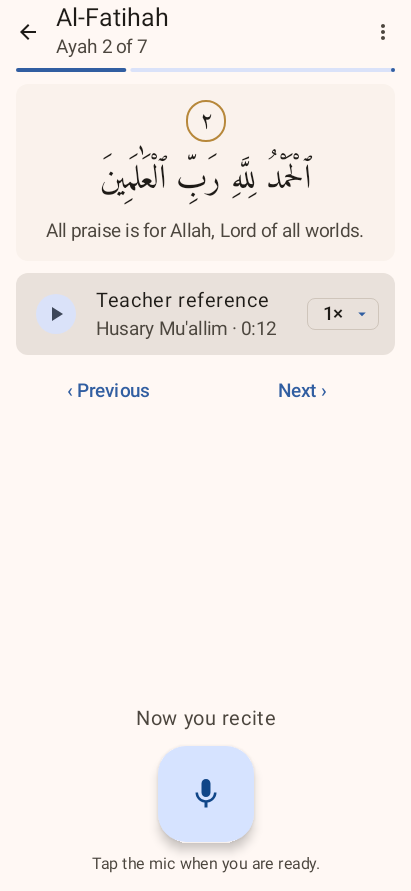 Al-Fatihah
Ayah 2 of 7
٢
ٱلْحَمْدُ لِلَّهِ رَبِّ ٱلْعَٰلَمِينَ
All praise is for Allah, Lord of all worlds.
Teacher reference
Husary Mu'allim · 0:12
1×
‹ Previous Next ›
Now you recite
Tap the mic when you are ready.